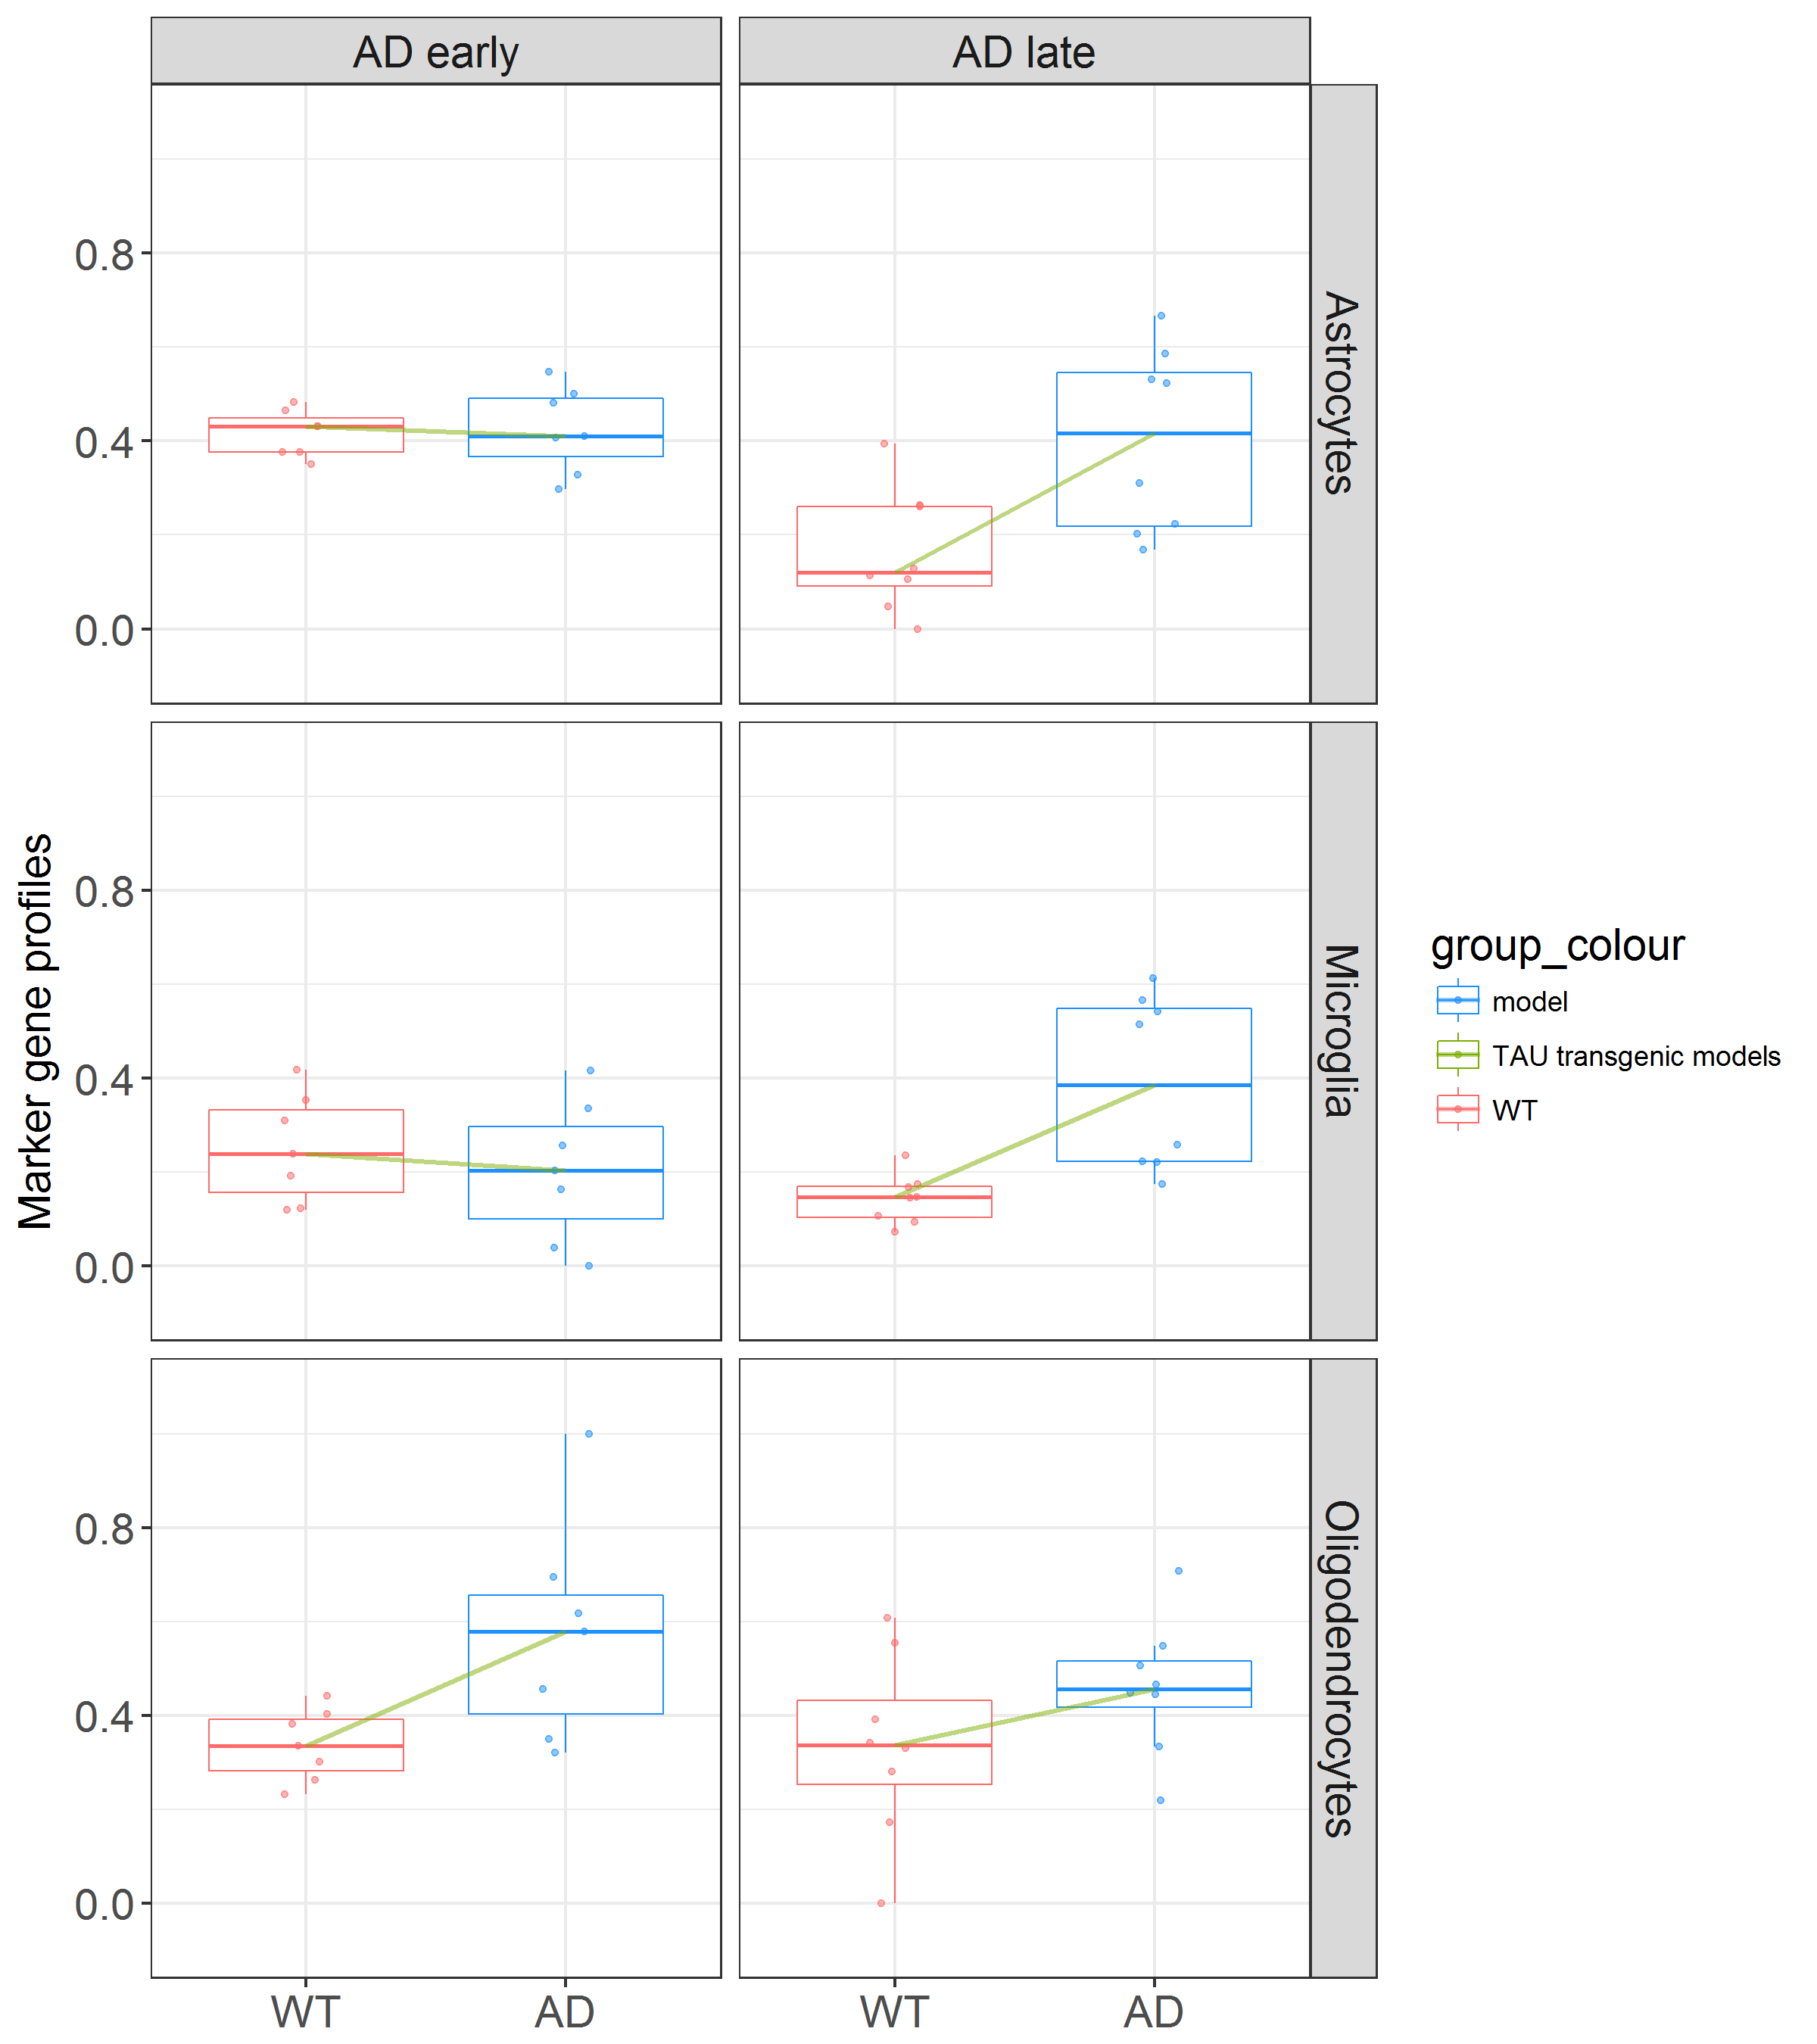 AD early
AD late
Astrocytes
0.8
0.4
0.0
Microglia
0.8
0.4
0.0
Oligodendrocytes
0.8
0.4
0.0
Marker gene profiles
WT
AD
WT
AD
group_colour
model
TAU transgenic models
WT